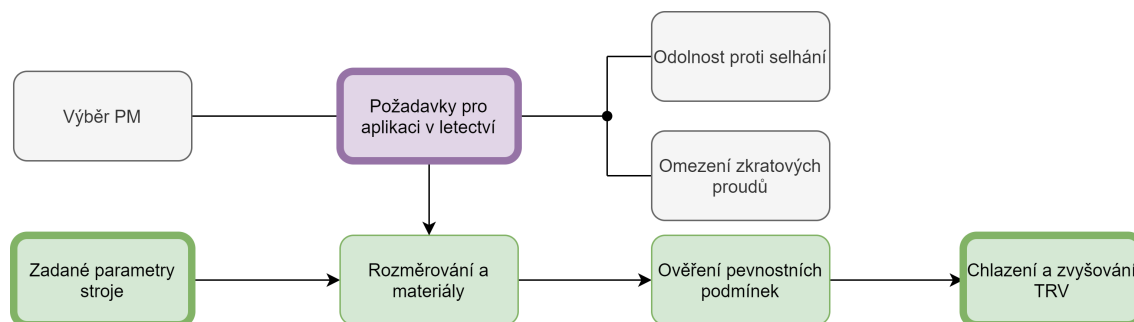 Odolnost proti selhání
Výběr PM
Požadavky pro
aplikaci v letectví
Omezení zkratových
proudů
Zadané parametry
stroje
Rozměrování a
materiály
Ověření pevnostních
podmínek
Chlazení a zvyšování
TRV